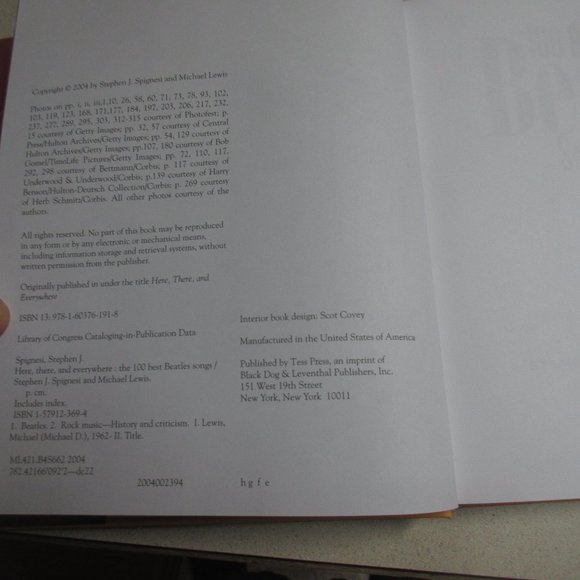 Copyright © 2004 by Stephen J. Spignesi and Michael Lewis
Photos on pp. i, ii, iii,1,10, 26, 58, 60, 71, 73, 78, 93, 102,
103, 119, 123, 168, 171,177, 184, 197, 203, 206, 217, 232,
237, 277, 289, 295, 303, 312-315 courtesy of Photofest; p.
15 courtesy of Getty Images; pp. 32, 57 courtesy of Central
Press/Hulton Archives/Getty Images; pp. 54, 129 courtesy of
Hulton Archives/Getty Images; pp.107, 180 courtesy of Bob
Gomel/TimeLife Pictures/Getty Images; pp. 72, 110, 117,
292, 298 courtesy of Bettmann/Corbis; p. 117 courtesy of
Underwood & Underwood/Corbis; p.159 courtesy of Harry
Benson/Hulton-Deutsch Collection/Corbis; p. 269 courtesy
of Herb Schmitz/Corbis. All other photos courtesy of the
authors.
All rights reserved. No part of this book may be reproduced
in any form or by any electronic or mechanical means,
including information storage and retrieval systems, without
written permission from the publisher.
Originally published in under the title Here, There, and
Everywhere
ISBN 13: 978-1-60376-191-8
Library of Congress Cataloging-in-Publication Data
Spignesi, Stephen J.
Here, there, and everywhere : the 100 best Beatles songs /
Stephen J. Spignesi and Michael Lewis.
p. cm.
Includes index.
ISBN 1-57912-369-4
1. Beatles. 2. Rock music—History and criticism. I. Lewis,
Michael (Michael D.), 1962- II. Title.
ML421.B4S662 2004
782.42166'092'2—dc22
2004002394
Interior book design: Scot Covey
Manufactured in the United States of America
Published by Tess Press, an imprint of
Black Dog & Leventhal Publishers, Inc.
151 West 19th Street
New York, New York 10011
h g f e